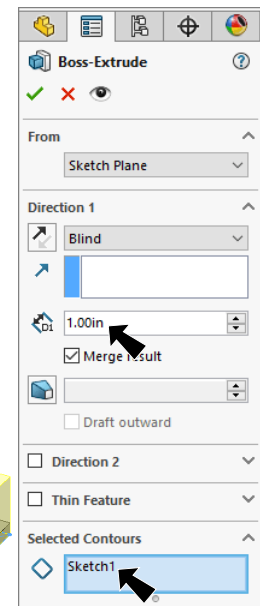 Boss-Extrude
From
Sketch Plane
Direction 1
Blind
D1
1.00in
Merge result
Draft outward
Direction 2
Thin Feature
Selected Contours
Sketch1